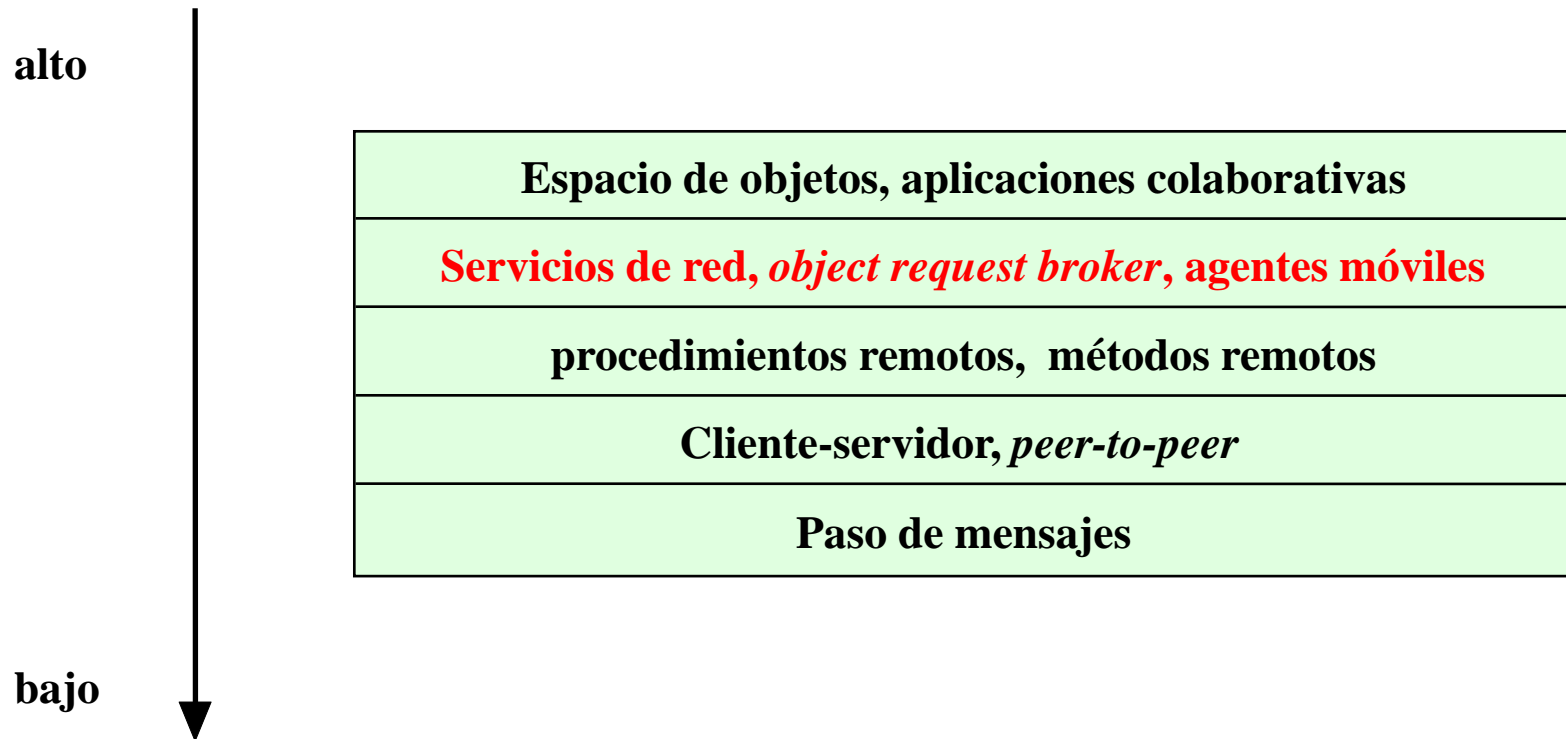 alto
Espacio de objetos, aplicaciones colaborativas
Servicios de red, object request broker, agentes móviles
procedimientos remotos, métodos remotos
Cliente-servidor, peer-to-peer
Paso de mensajes
bajo